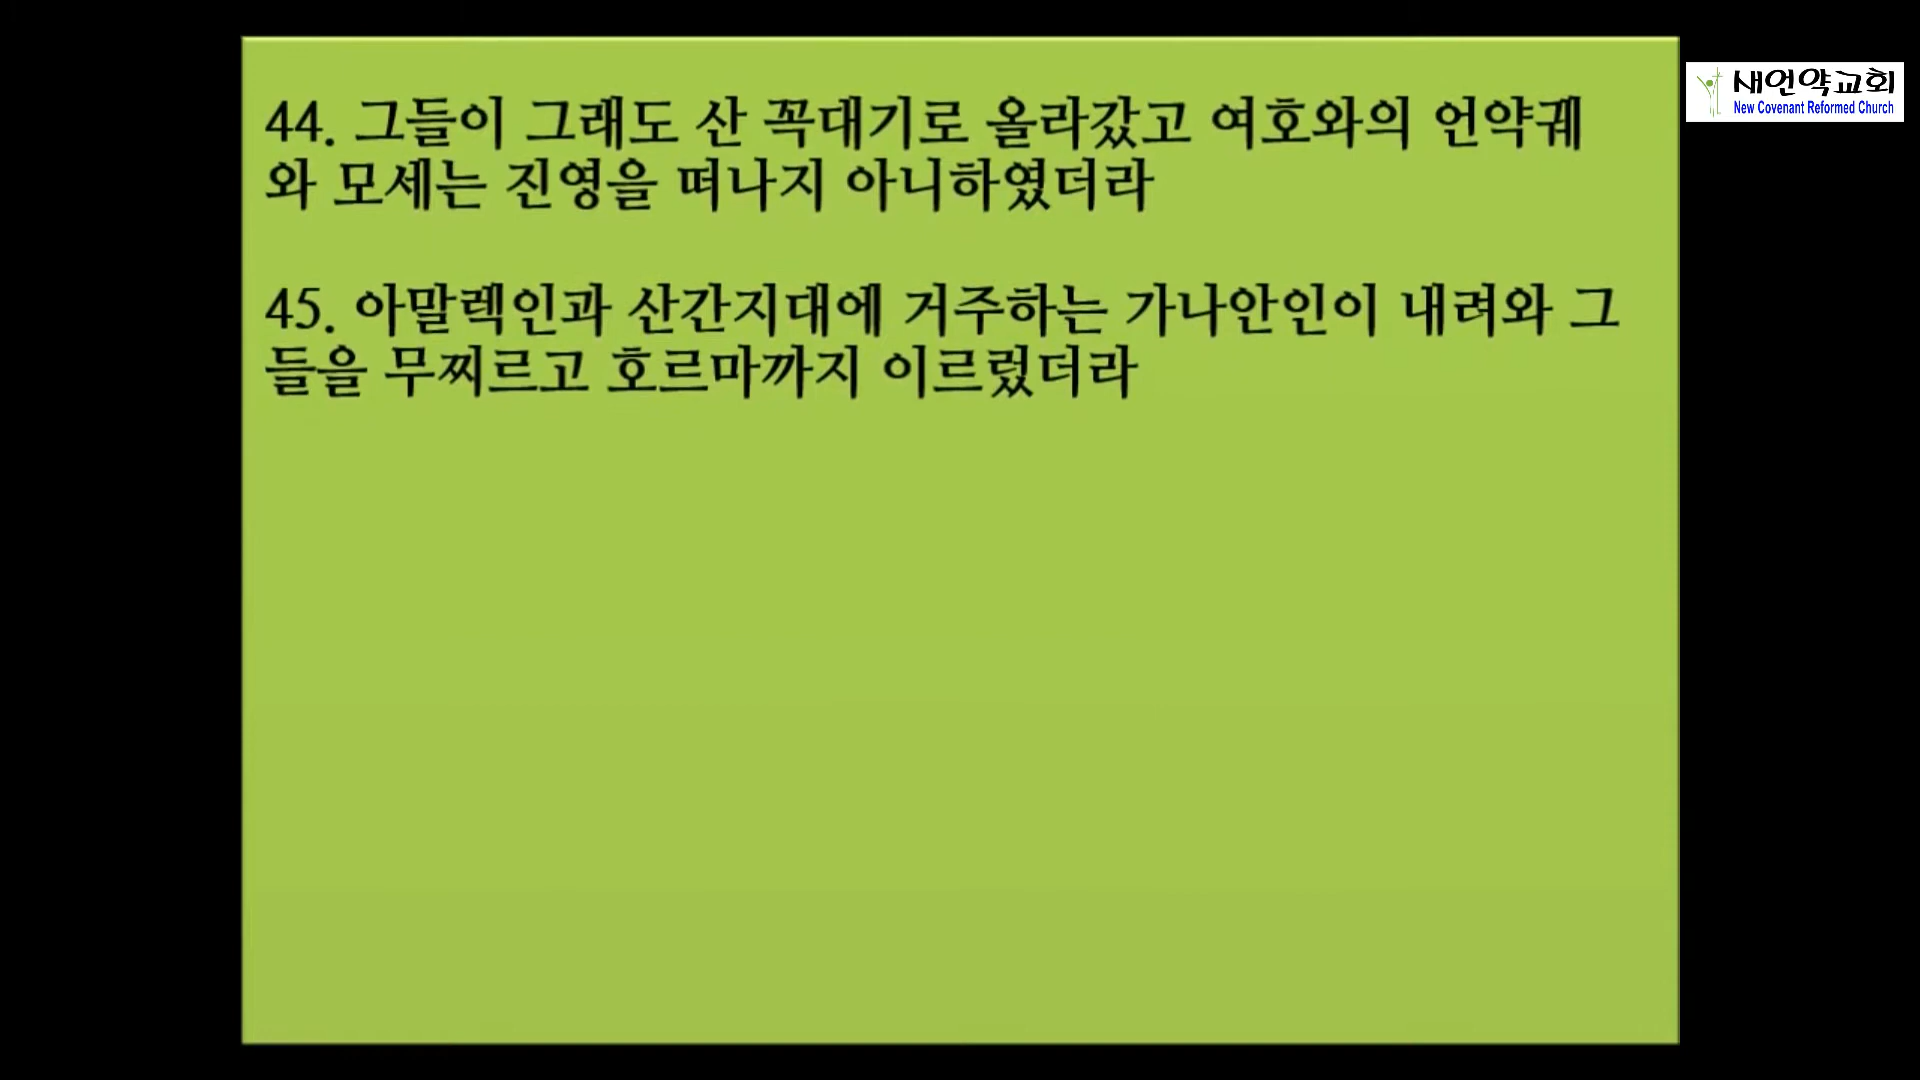 44. 그들이 그래도 산 꼭대기로 올라갔고 여호와의 언약궤
와 모세는 진영을 떠나지 아니하였더라
45. 아말렉인과 산간지대에 거주하는 가나안인이 내려와 그
들을 무찌르고 호르마까지 이르렀더라
새언약교회
New Covenant Reformed Church